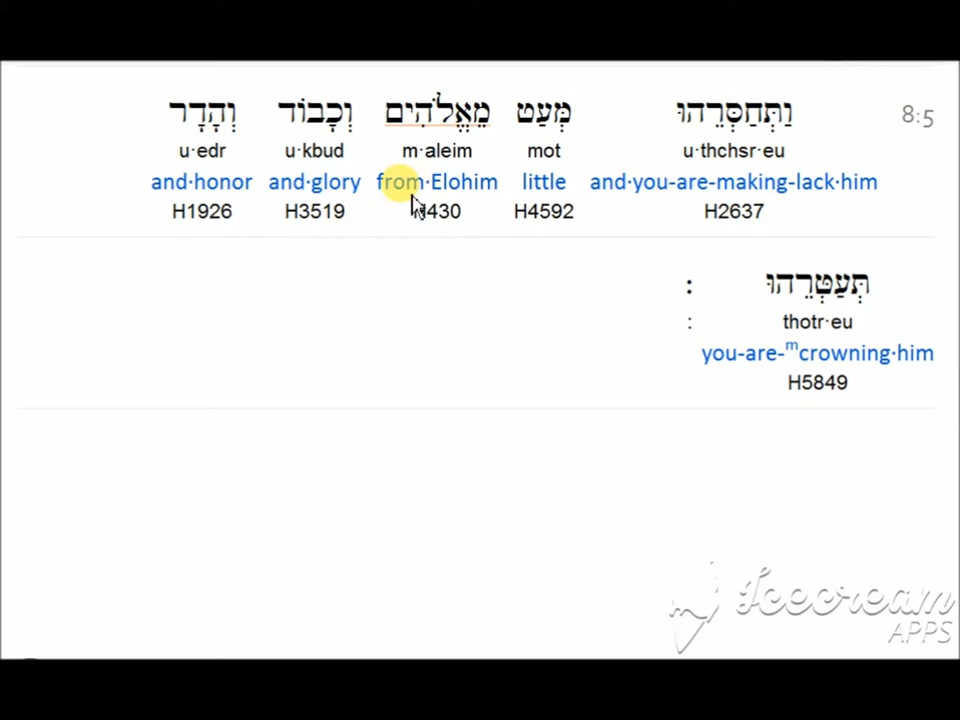 8:5 וַתְּחַסְּרֵהוּ מְּעַט מֵאֱלֹהִים וְכָבוֹד וְהָדָר
u·edr u·kbud m·aleim mot u·thchsr·eu
and·honor and·glory from·Elohim little and·you-are-making-lack·him
H1926 H3519 H430 H4592 H2637
תְּעַטְּרֵהוּ :
: thotr·eu
you-are-ᵐcrowning·him
H5849
Icecream
APPS